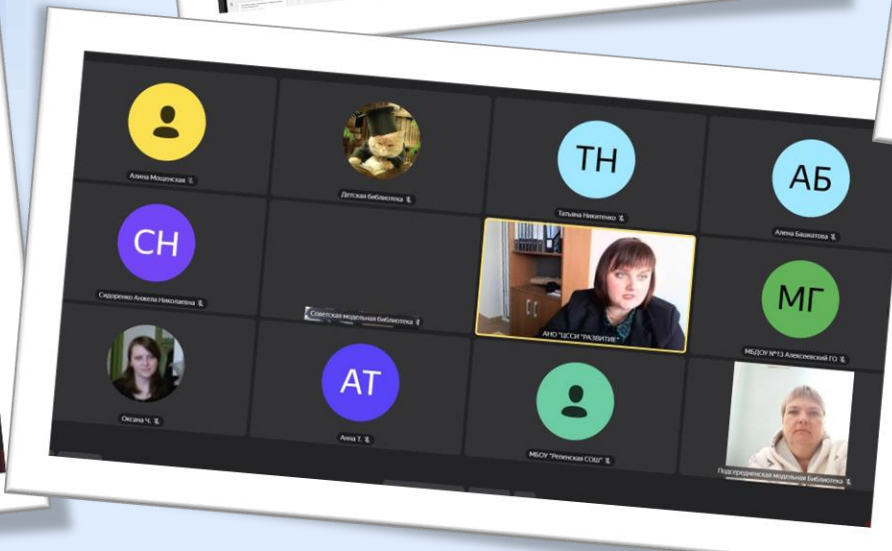 Алина Мощенская
Детская библиотека
ТН
Татьяна Никитенко
АБ
Алена Башкатова
СН
Сидоренко Анжела Николаевна
Советская модельная библиотека
АНО "ЦССИ "РАЗВИТИЕ"
МГ
МБДОУ №13 Алексеевский ГО
Оксана Ч.
АТ
Анна Т.
МБОУ "Репенская СОШ"
Подсередненская модельная Библиотека